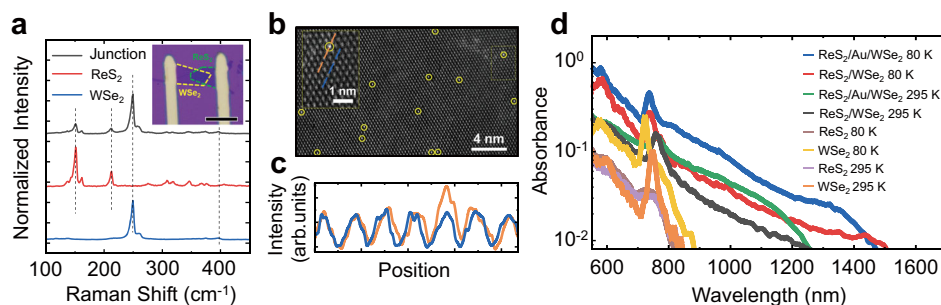 a
Normalized Intensity
Junction
ReS₂
WSe₂
ReS₂
WSe₂
100 200 300 400
Raman Shift (cm⁻¹)
b
1 nm
4 nm
c
Intensity
(arb.units)
Position
d
Absorbance
10⁰
10⁻¹
10⁻²
ReS₂/Au/WSe₂ 80 K
ReS₂/WSe₂ 80 K
ReS₂/Au/WSe₂ 295 K
ReS₂/WSe₂ 295 K
ReS₂ 80 K
WSe₂ 80 K
ReS₂ 295 K
WSe₂ 295 K
600 800 1000 1200 1400 1600
Wavelength (nm)